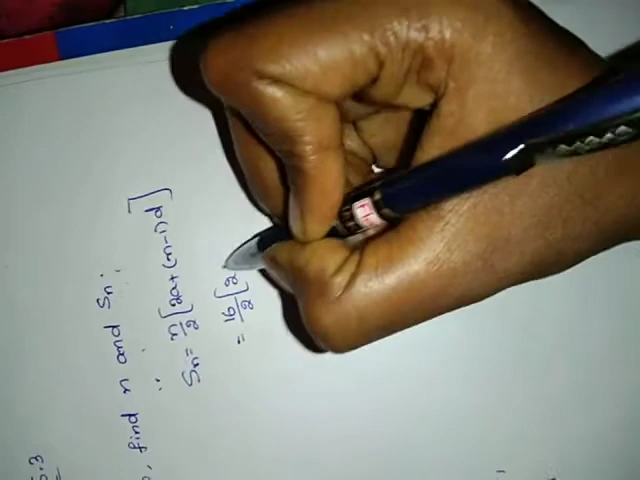 5.3
, find n and Sn:
∵
Sn = n/2 [2a+(n-1)d]
= 16/2 [2